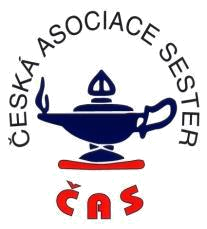 ČESKÁ ASOCIACE SESTER
ČAS